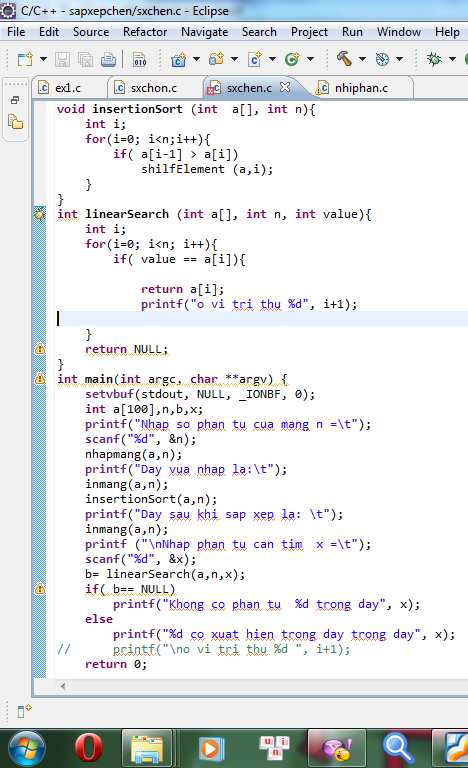 C/C++ - sapxepchen/sxchen.c - Eclipse
File Edit Source Refactor Navigate Search Project Run Window Help
ex1.c sxchon.c sxchen.c nhiphan.c
void insertionSort (int  a[], int n){
    int i;
    for(i=0; i<n;i++){
        if( a[i-1] > a[i])
            shilfElement (a,i);
    }
}
int linearSearch (int a[], int n, int value){
    int i;
    for(i=0; i<n; i++){
        if( value == a[i]){
            return a[i];
            printf("o vi tri thu %d", i+1);
    }
    return NULL;
}
int main(int argc, char **argv) {
    setvbuf(stdout, NULL, _IONBF, 0);
    int a[100],n,b,x;
    printf("Nhap so phan tu cua mang n =\t");
    scanf("%d", &n);
    nhapmang(a,n);
    printf("Day vua nhap la:\t");
    inmang(a,n);
    insertionSort(a,n);
    printf("Day sau khi sap xep la: \t");
    inmang(a,n);
    printf ("\nNhap phan tu can tim  x =\t");
    scanf("%d", &x);
    b= linearSearch(a,n,x);
    if( b== NULL)
        printf("Khong co phan tu  %d trong day", x);
    else
        printf("%d co xuat hien trong day trong day", x);
//      printf("\no vi tri thu %d ", i+1);
    return 0;